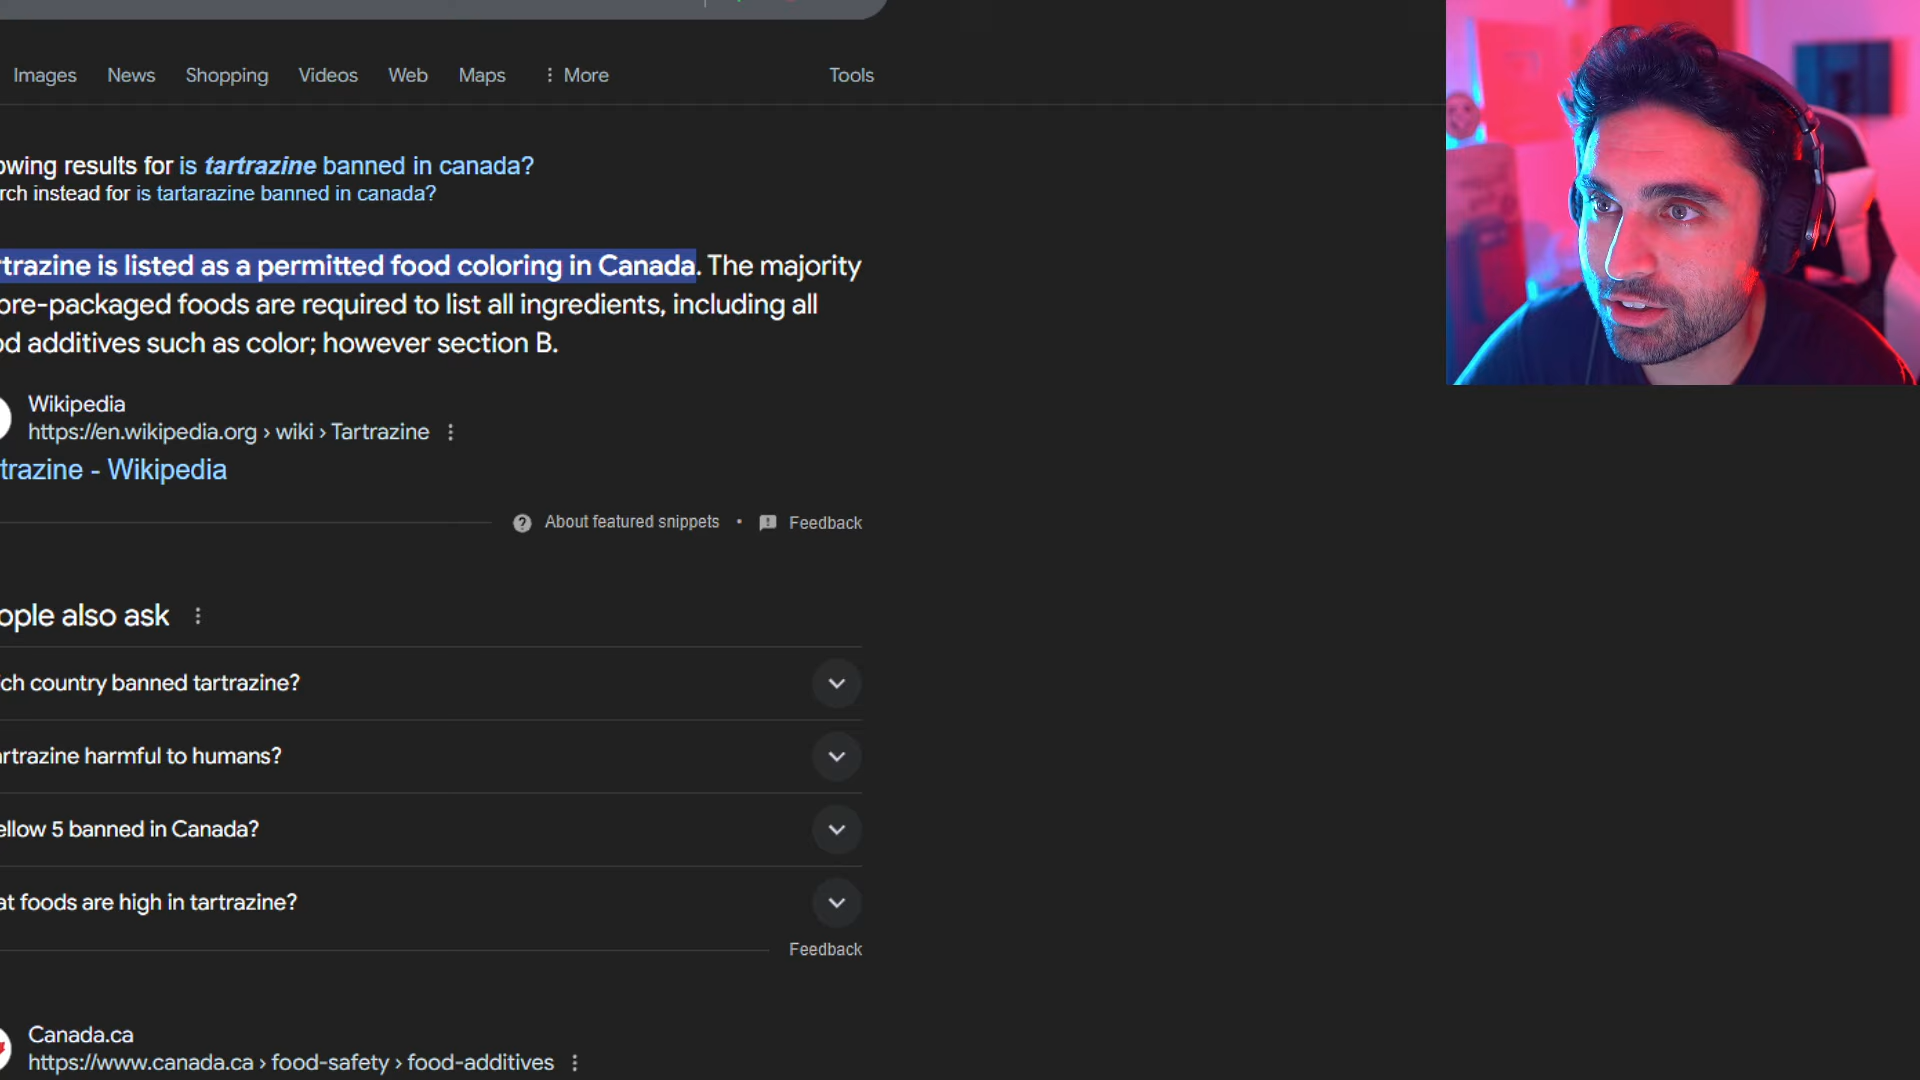 Images News Shopping Videos Web Maps More Tools
owing results for is tartrazine banned in canada?
rch instead for is tartarazine banned in canada?
rtrazine is listed as a permitted food coloring in Canada. The majority
pre-packaged foods are required to list all ingredients, including all
od additives such as color; however section B.
Wikipedia
https://en.wikipedia.org › wiki › Tartrazine
trazine - Wikipedia
About featured snippets • Feedback
ople also ask
ich country banned tartrazine?
artrazine harmful to humans?
ellow 5 banned in Canada?
at foods are high in tartrazine?
Feedback
Canada.ca
https://www.canada.ca › food-safety › food-additives